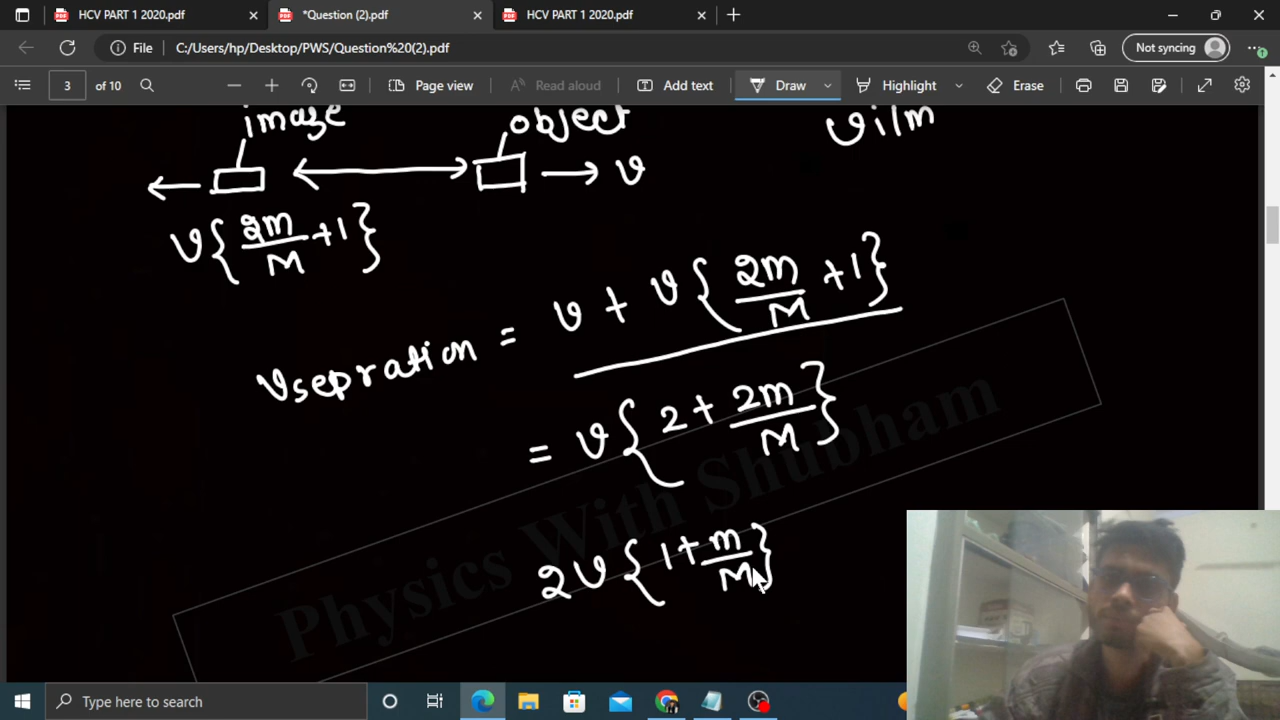 HCV PART 1 2020.pdf
*Question (2).pdf
HCV PART 1 2020.pdf
File
C:/Users/hp/Desktop/PWS/Question%20(2).pdf
Not syncing
3 of 10
Page view
Read aloud
Add text
Draw
Highlight
Erase
image
object
v
v{2m/M+1}
vsepration = v + v{2m/M+1}
= v{2+2m/M}
2v{1+m/M}
Physics With Shubham
Type here to search